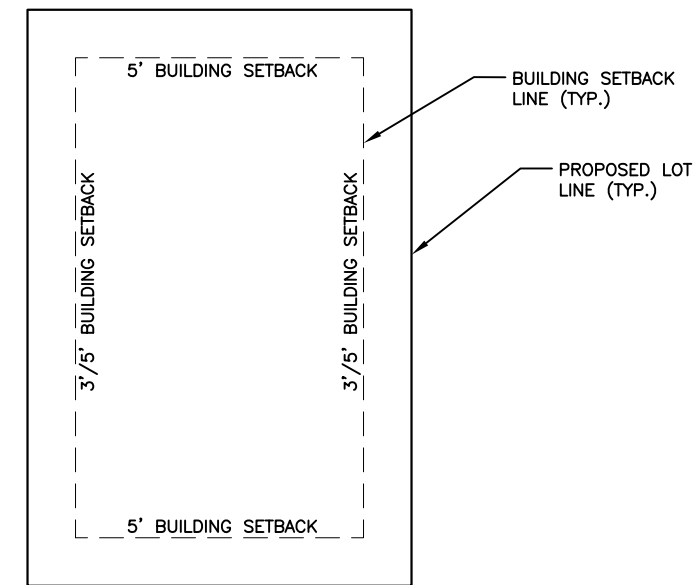 5' BUILDING SETBACK
BUILDING SETBACK
LINE (TYP.)
PROPOSED LOT
LINE (TYP.)
3'/5' BUILDING SETBACK
3'/5' BUILDING SETBACK
5' BUILDING SETBACK